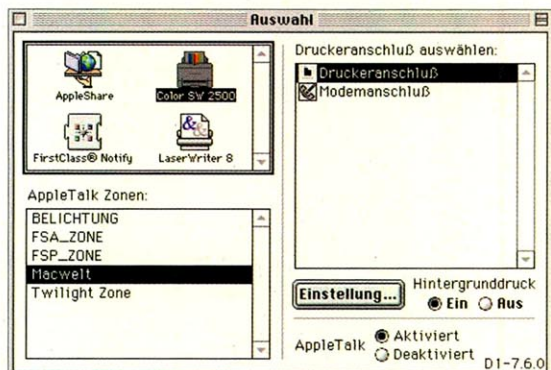 Auswahl
AppleShare
Color SW 2500
FirstClass® Notify
LaserWriter 8
AppleTalk Zonen:
BELICHTUNG
FSA_ZONE
FSP_ZONE
Macwelt
Twilight Zone
Druckeranschluß auswählen:
Druckeranschluß
Modemanschluß
Einstellung...
Hintergrunddruck
Ein Aus
AppleTalk
Aktiviert
Deaktiviert
D1-7.6.0